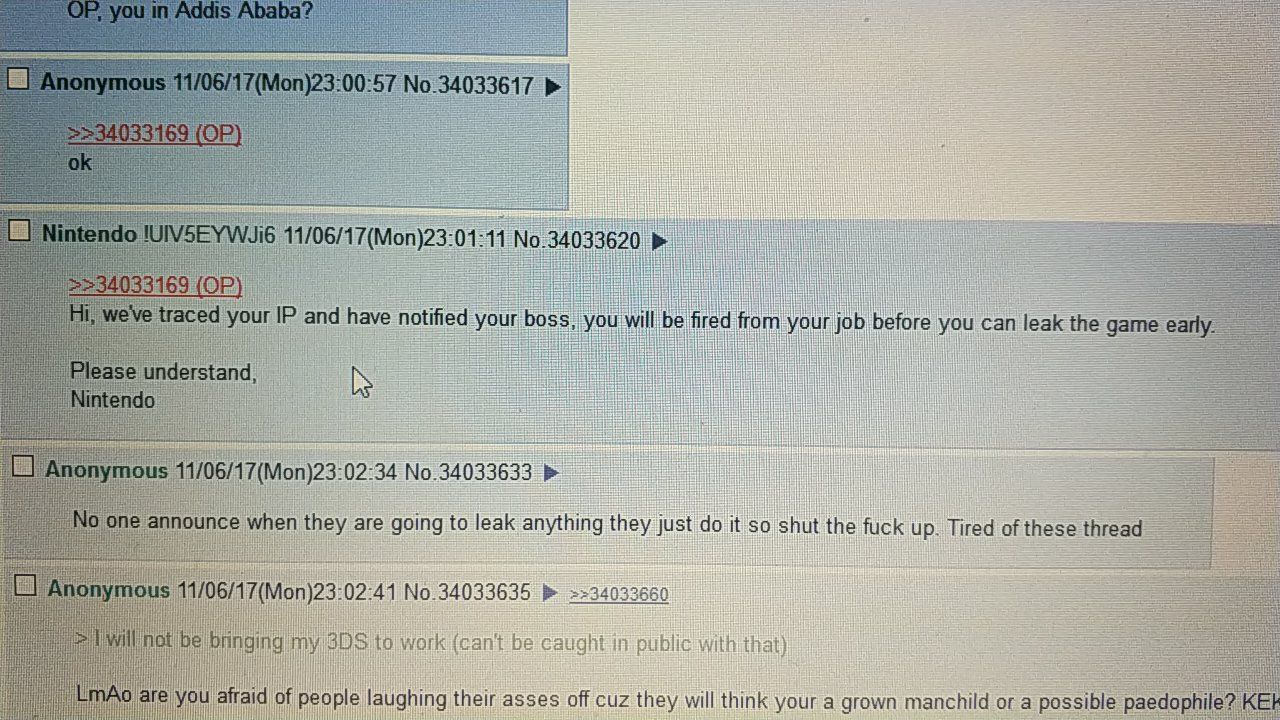 OP, you in Addis Ababa?
Anonymous 11/06/17(Mon)23:00:57 No.34033617 ▶
>>34033169 (OP)
ok
Nintendo !UIV5EYWJi6 11/06/17(Mon)23:01:11 No.34033620 ▶
>>34033169 (OP)
Hi, we've traced your IP and have notified your boss, you will be fired from your job before you can leak the game early.
Please understand,
Nintendo
Anonymous 11/06/17(Mon)23:02:34 No.34033633 ▶
No one announce when they are going to leak anything they just do it so shut the fuck up. Tired of these thread
Anonymous 11/06/17(Mon)23:02:41 No.34033635 ▶ >>34033660
> I will not be bringing my 3DS to work (can't be caught in public with that)
LmAo are you afraid of people laughing their asses off cuz they will think your a grown manchild or a possible paedophile?